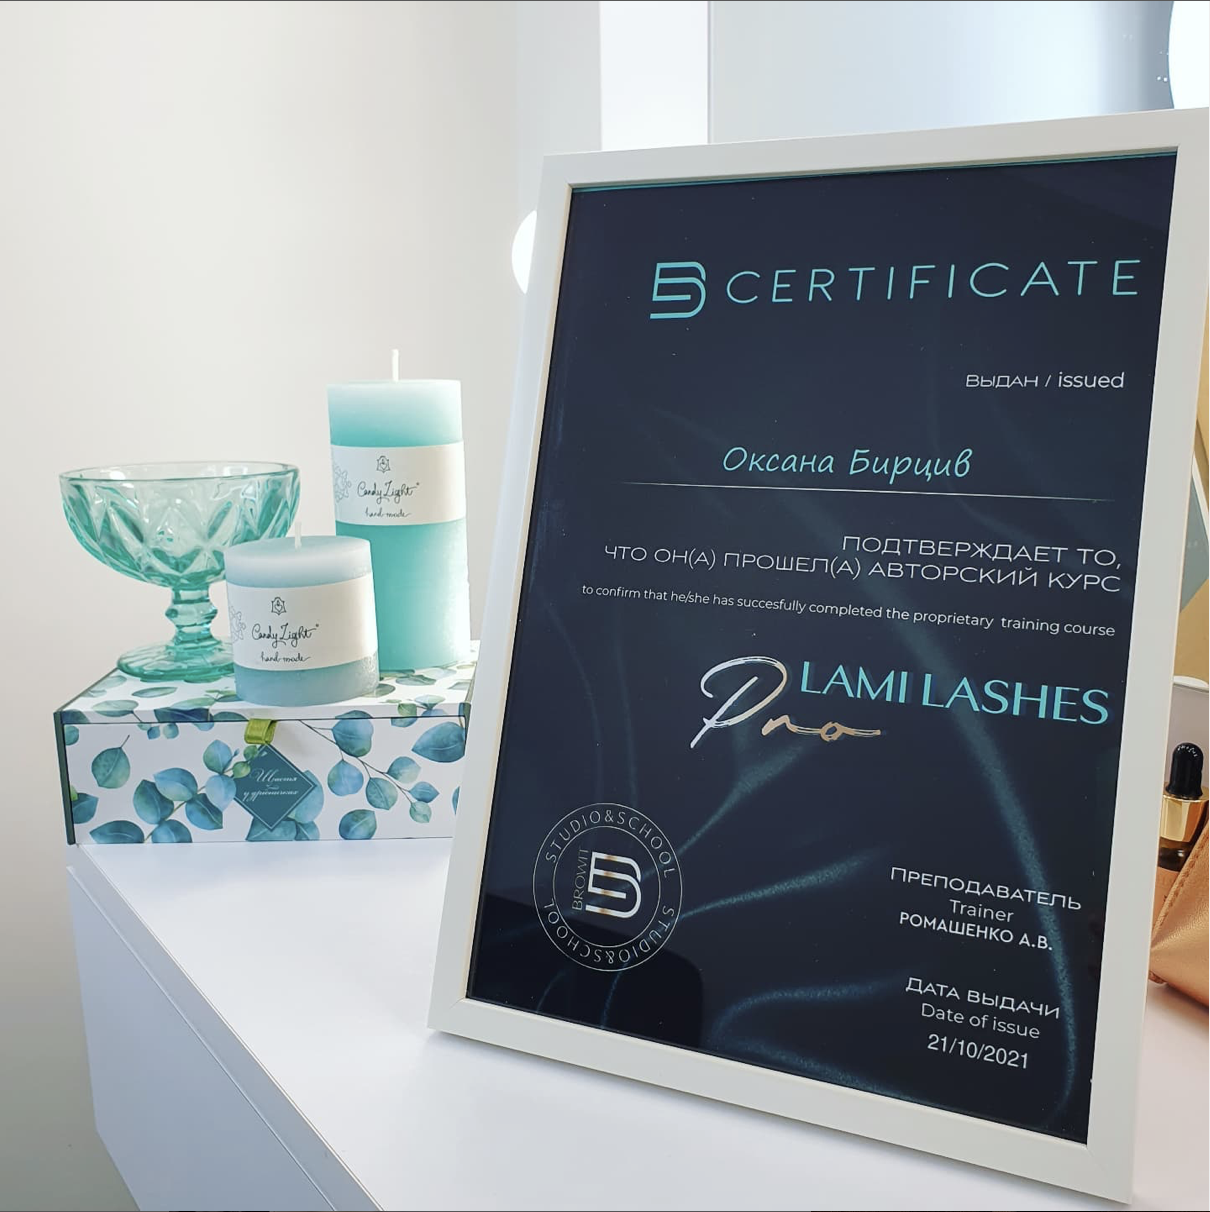 CERTIFICATE
ВЫДАН / issued
Оксана Бирцив
ПОДТВЕРЖДАЕТ ТО,
ЧТО ОН(А) ПРОШЕЛ(А) АВТОРСКИЙ КУРС
to confirm that he/she has succesfully completed the proprietary training course
LAMI LASHES
Pro
STUDIO&SCHOOL
BROWIT
STUDIO&SCHOOL
ПРЕПОДАВАТЕЛЬ
Trainer
РОМАШЕНКО А.В.
ДАТА ВЫДАЧИ
Date of issue
21/10/2021
Candy Light
hand made
Candy Light
hand made
Щастя
у дрібничках